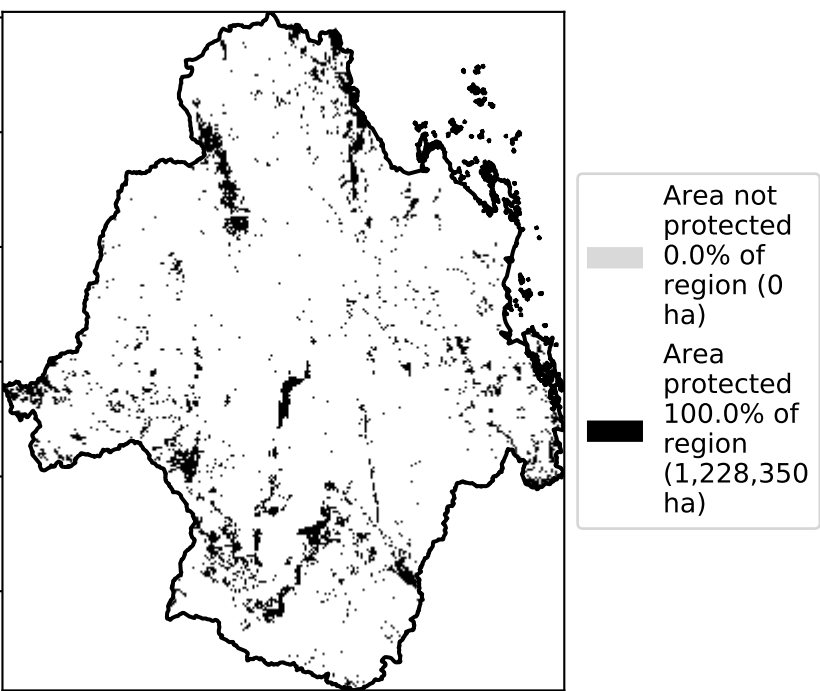 Area not
protected
0.0% of
region (0
ha)
Area
protected
100.0% of
region
(1,228,350
ha)